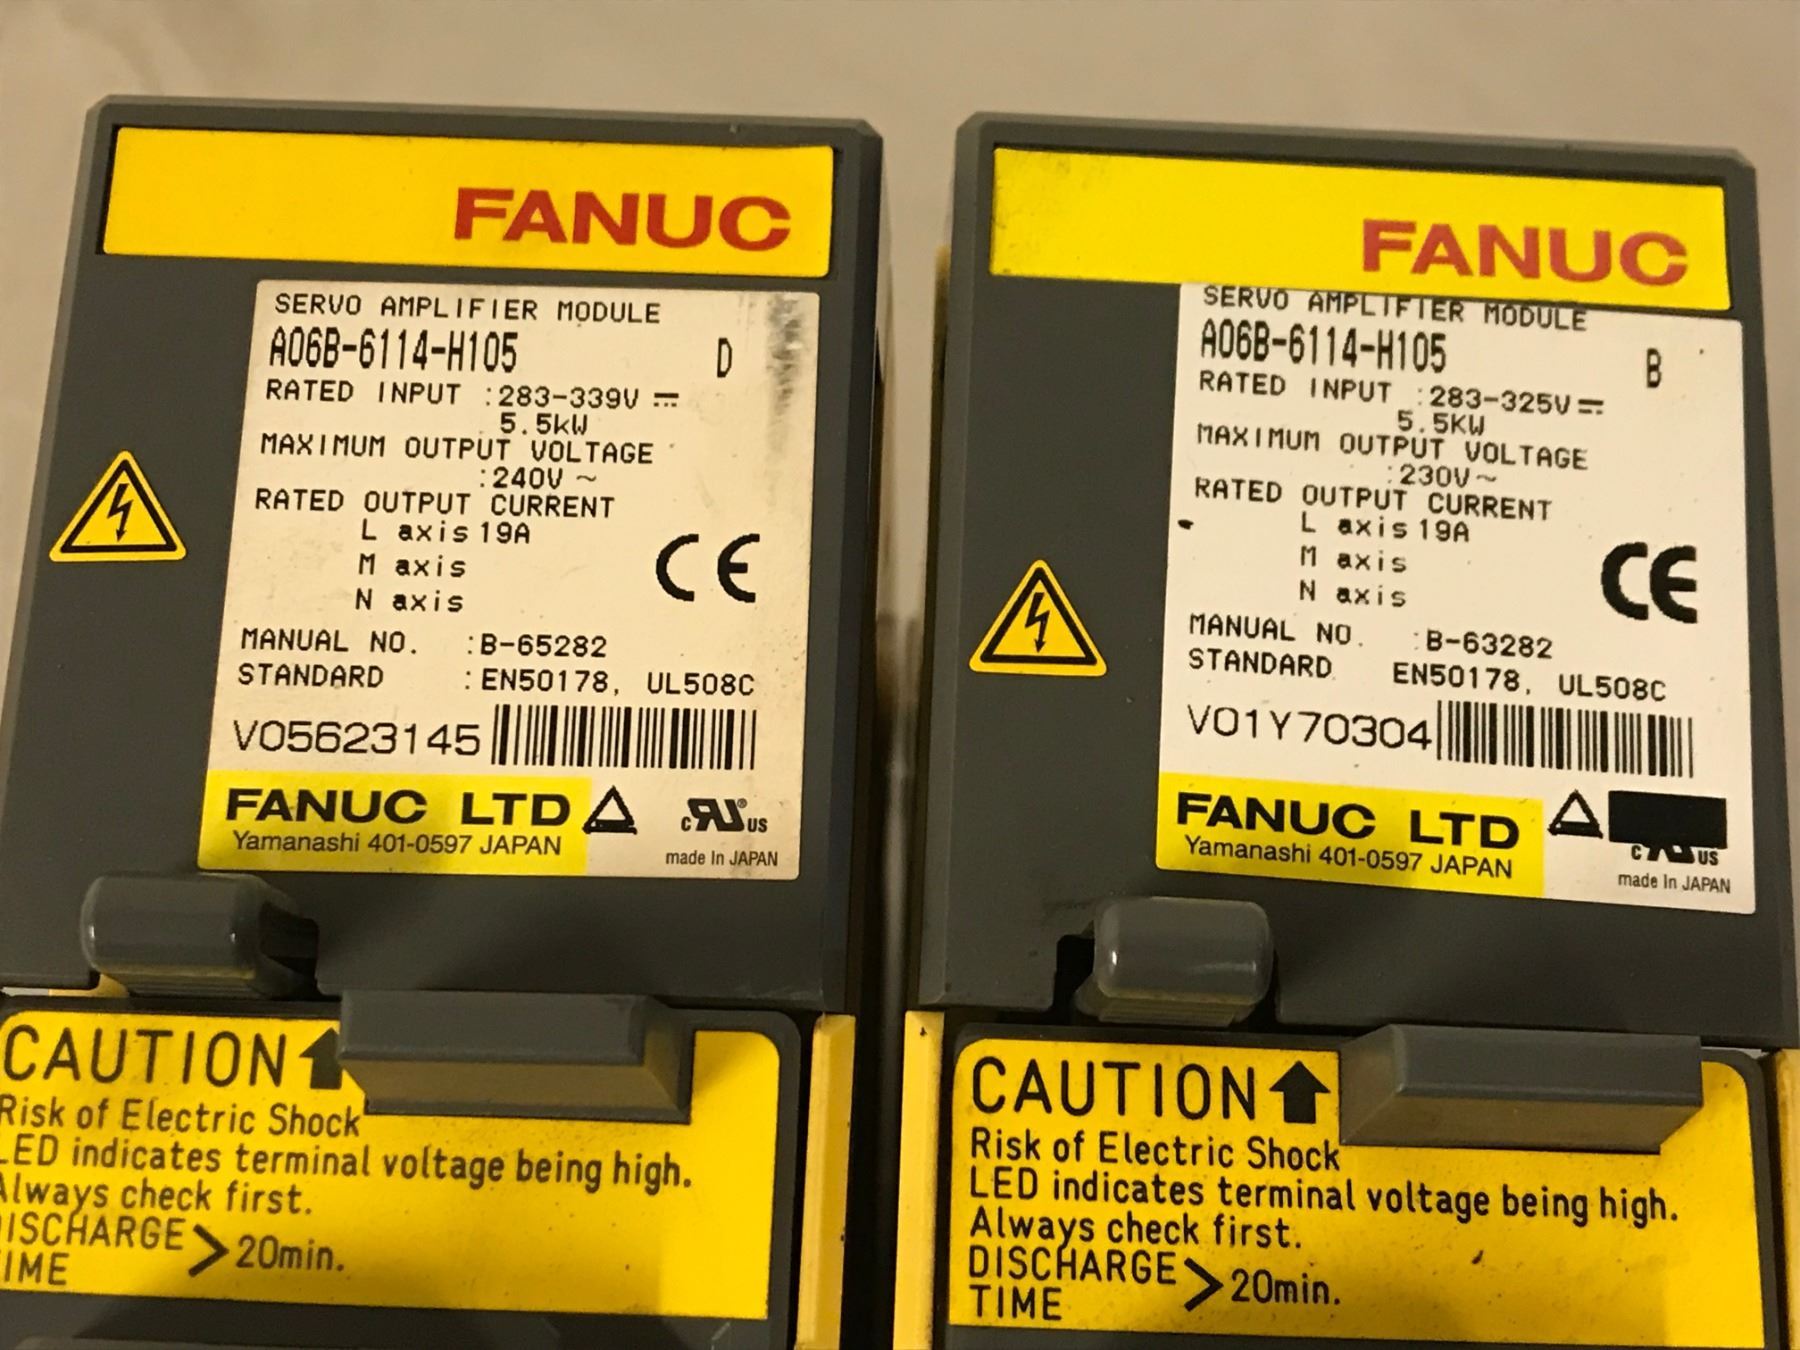 FANUC
SERVO AMPLIFIER MODULE
A06B-6114-H105 D
RATED INPUT :283-339V
5.5kW
MAXIMUM OUTPUT VOLTAGE
:240V ~
RATED OUTPUT CURRENT
L axis 19A
M axis
N axis
CE
MANUAL NO. :B-65282
STANDARD :EN50178, UL508C
V05623145
FANUC LTD
Yamanashi 401-0597 JAPAN
c RU ® US
made In JAPAN
CAUTION
Risk of Electric Shock
LED indicates terminal voltage being high.
Always check first.
DISCHARGE
TIME > 20min.
FANUC
SERVO AMPLIFIER MODULE
A06B-6114-H105 B
RATED INPUT :283-325V
5.5KW
MAXIMUM OUTPUT VOLTAGE
:230V~
RATED OUTPUT CURRENT
L axis 19A
M axis
N axis
CE
MANUAL NO. :B-63282
STANDARD EN50178, UL508C
V01Y70304
FANUC LTD
Yamanashi 401-0597 JAPAN
c US
made In JAPAN
CAUTION
Risk of Electric Shock
LED indicates terminal voltage being high.
Always check first.
DISCHARGE
TIME > 20min.